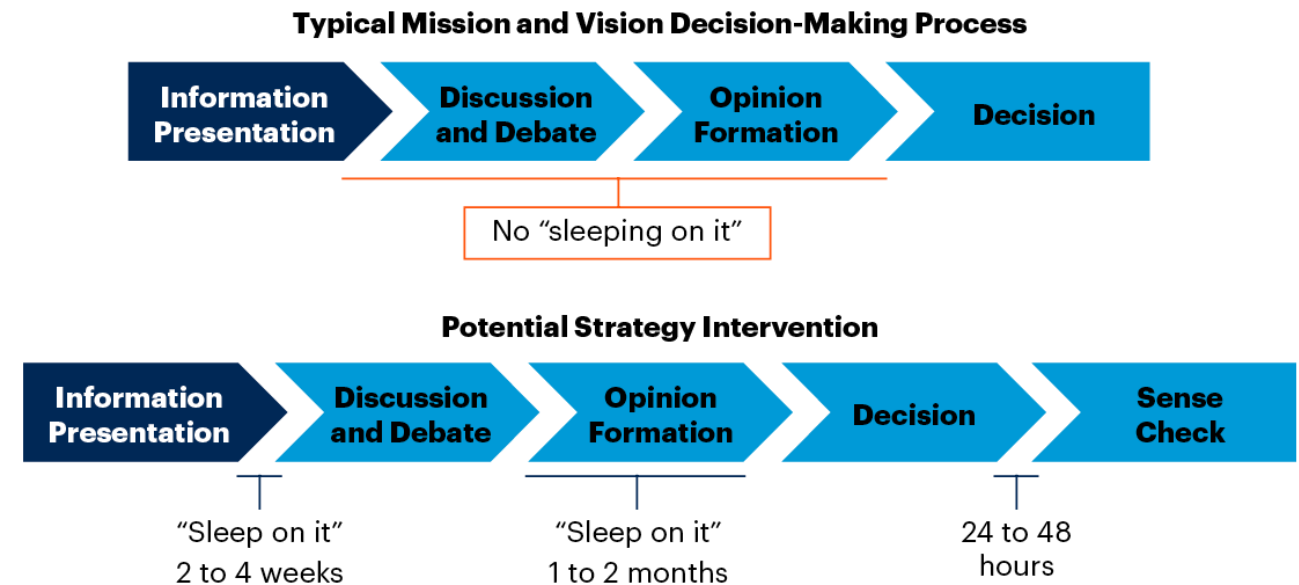 Typical Mission and Vision Decision-Making Process
Information
Presentation
Discussion
and Debate
Opinion
Formation
Decision
No “sleeping on it”
Potential Strategy Intervention
Information
Presentation
Discussion
and Debate
Opinion
Formation
Decision
Sense
Check
“Sleep on it”
2 to 4 weeks
“Sleep on it”
1 to 2 months
24 to 48
hours